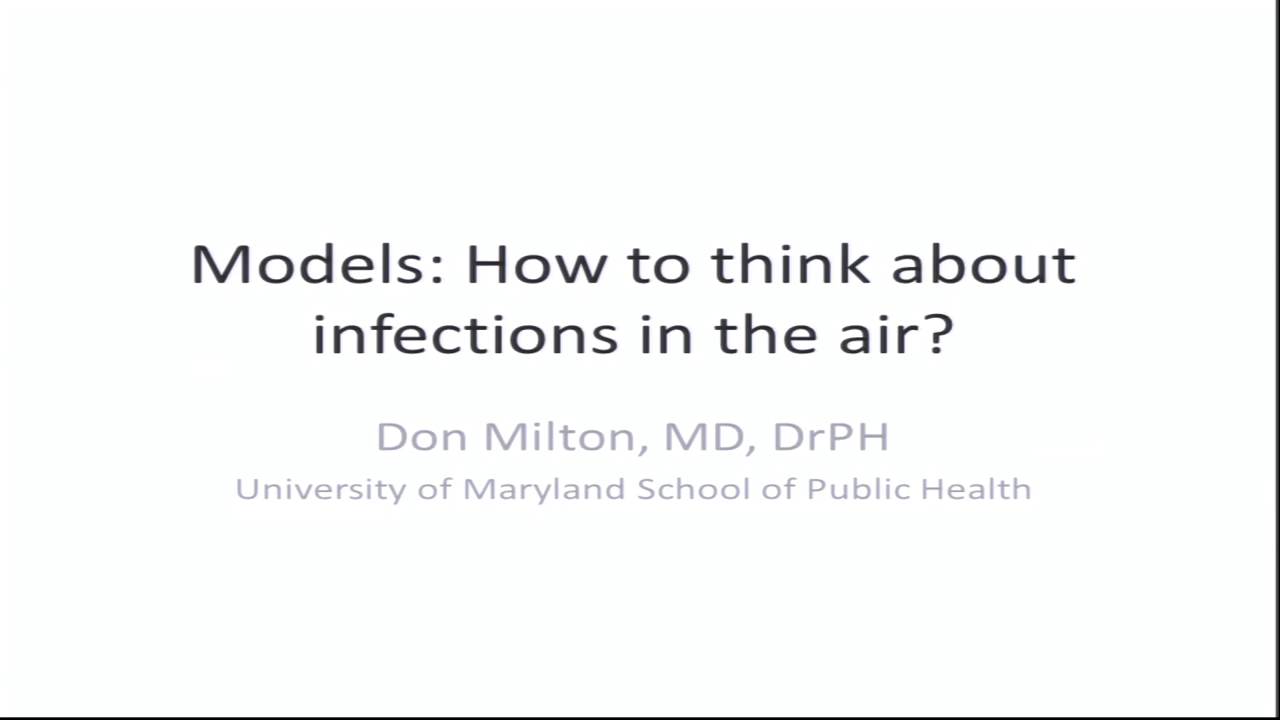 Models: How to think about
infections in the air?
Don Milton, MD, DrPH
University of Maryland School of Public Health